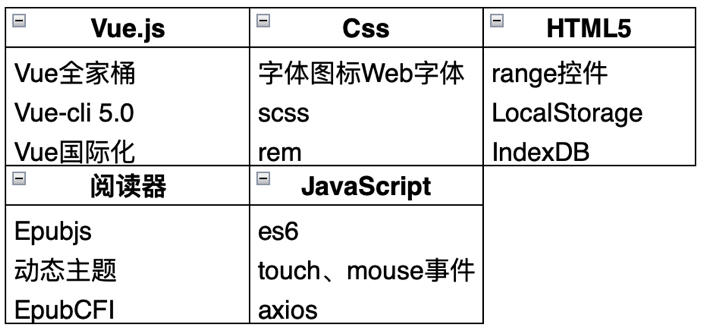 Vue.js
Vue全家桶
Vue-cli 5.0
Vue国际化
Css
字体图标Web字体
scss
rem
HTML5
range控件
LocalStorage
IndexDB
阅读器
Epubjs
动态主题
EpubCFI
JavaScript
es6
touch、mouse事件
axios